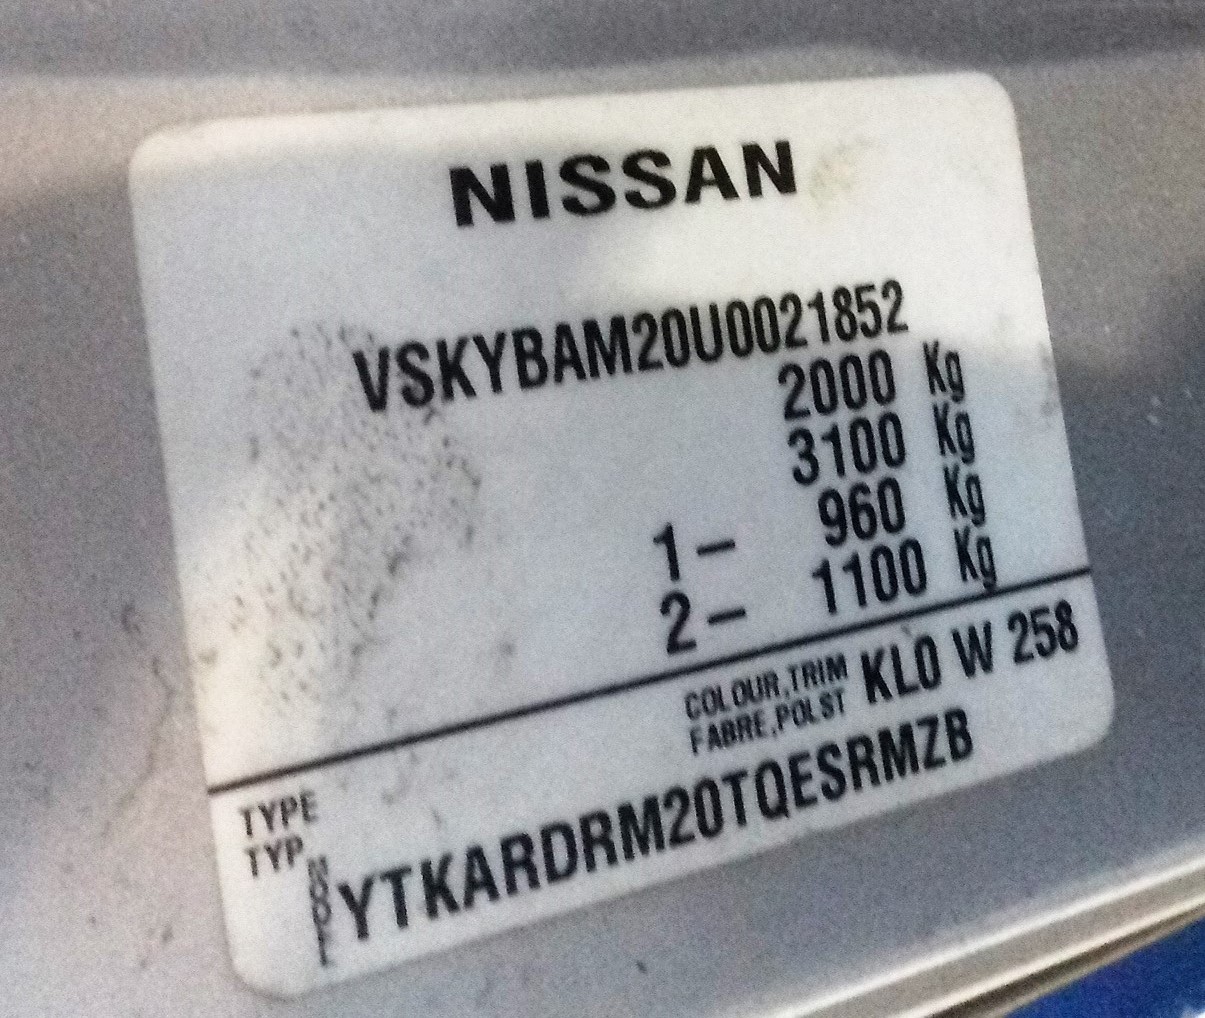 NISSAN
VSKYBAM20U0021852
2000 Kg
3100 Kg
1- 960 Kg
2- 1100 Kg
COLOUR,TRIM KL0 W 258
FABRE,POLST
TYPE
TYP
YTKARDRM20TQESRMZB